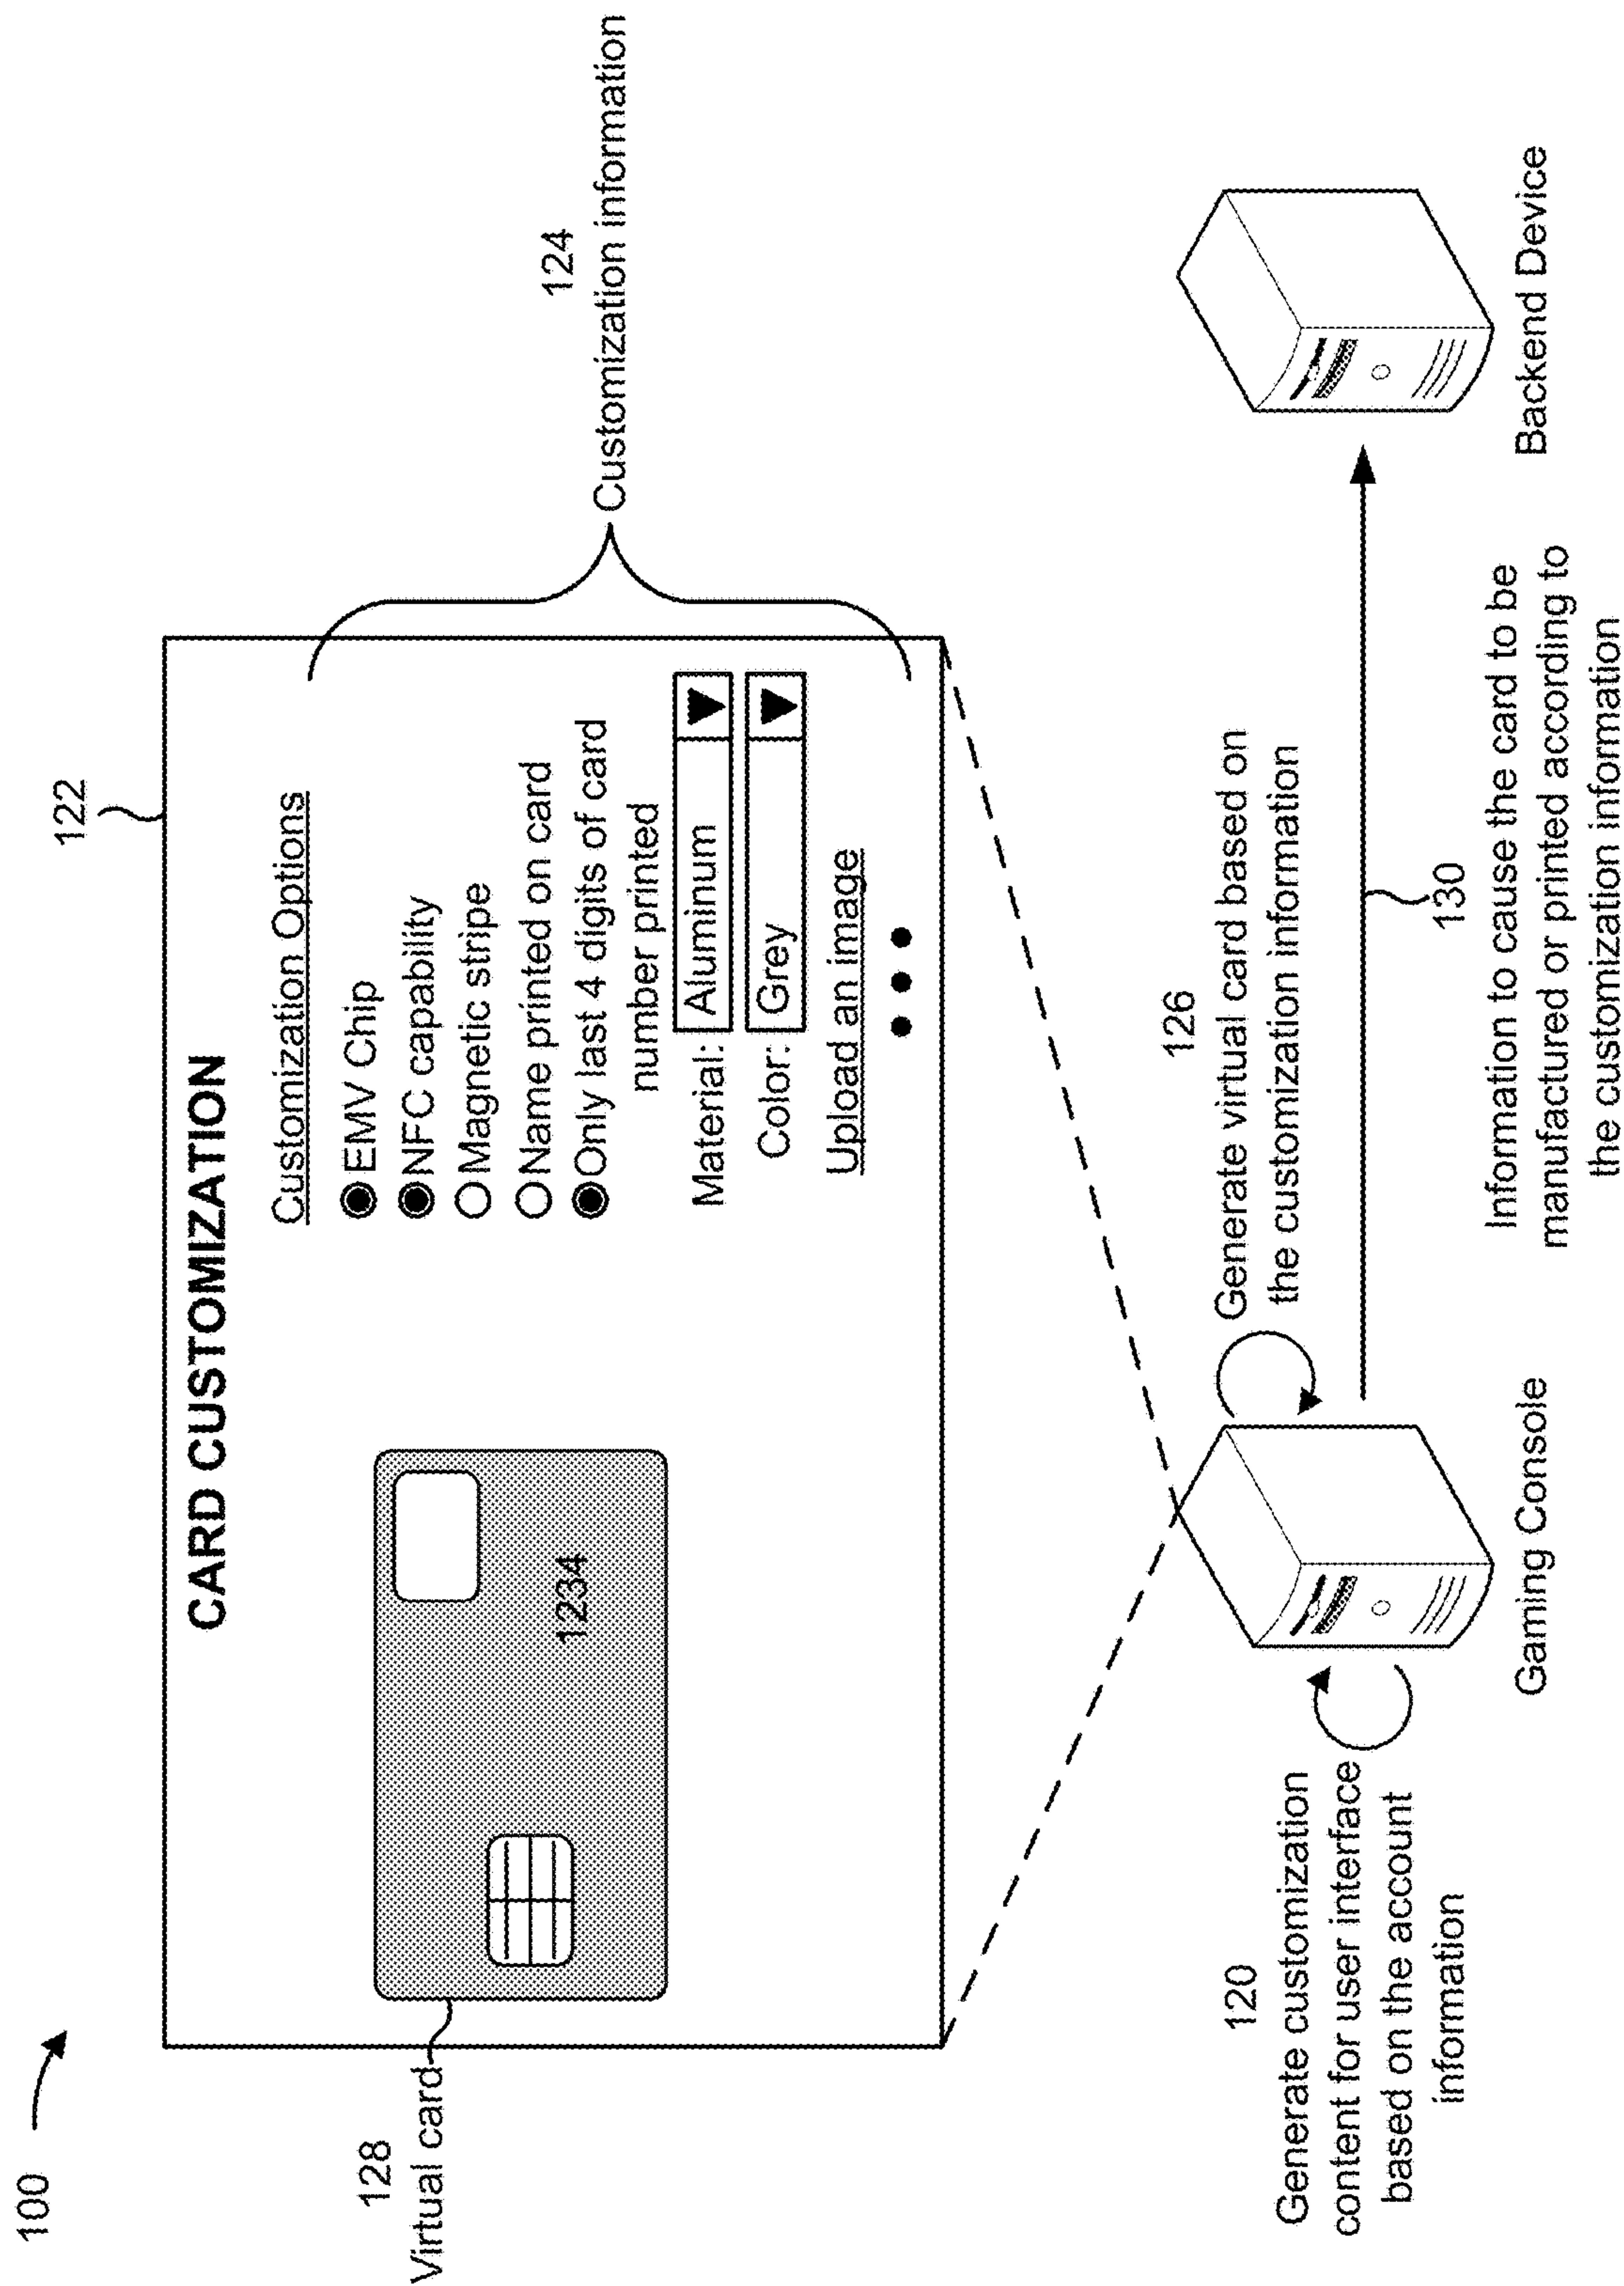 100
122
CARD CUSTOMIZATION
128
Virtual card
1234
Customization Options
EMV Chip
NFC capability
Magnetic stripe
Name printed on card
Only last 4 digits of card
number printed
Material: Aluminum
Color: Grey
Upload an image
124
Customization information
120
Generate customization
content for user interface
based on the account
information
126
Generate virtual card based on
the customization information
Gaming Console
130
Information to cause the card to be
manufactured or printed according to
the customization information
Backend Device